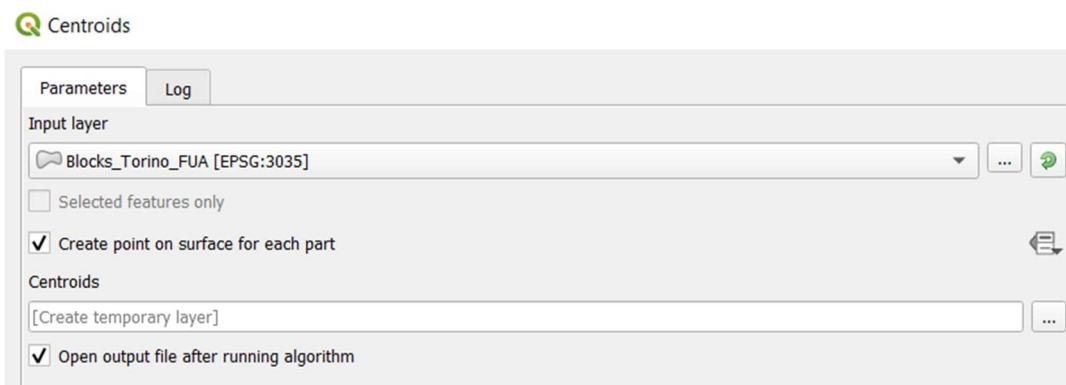 Centroids
Parameters Log
Input layer
Blocks_Torino_FUA [EPSG:3035] ...
Selected features only
Create point on surface for each part
Centroids
[Create temporary layer] ...
Open output file after running algorithm